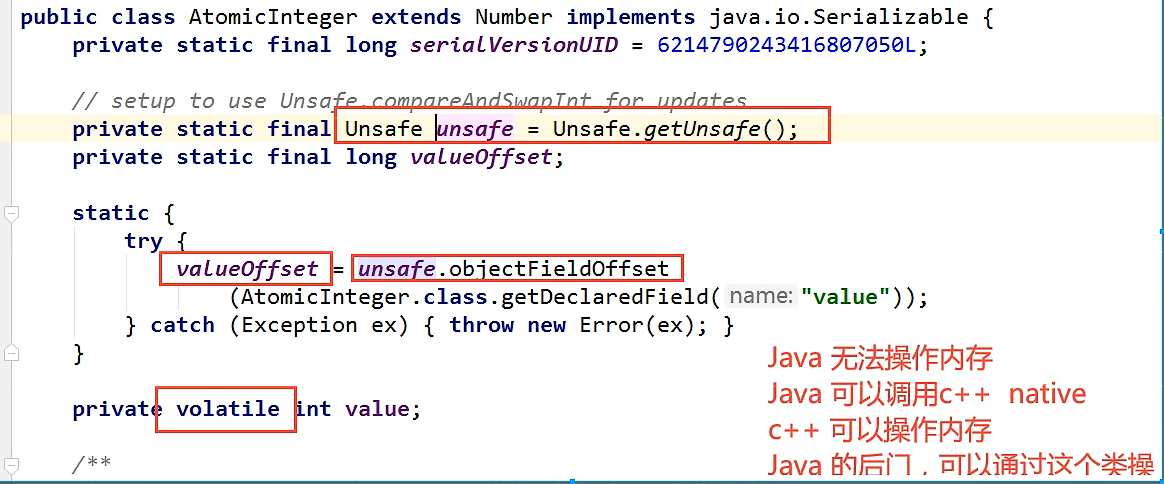 public class AtomicInteger extends Number implements java.io.Serializable {
private static final long serialVersionUID = 6214790243416807050L;
// setup to use Unsafe.compareAndSwapInt for updates
private static final Unsafe unsafe = Unsafe.getUnsafe();
private static final long valueOffset;
static {
try {
valueOffset = unsafe.objectFieldOffset
(AtomicInteger.class.getDeclaredField( name: "value"));
} catch (Exception ex) { throw new Error(ex); }
}
private volatile int value;
/**
Java 无法操作内存
Java 可以调用c++ native
c++ 可以操作内存
Java 的后门，可以通过这个类操